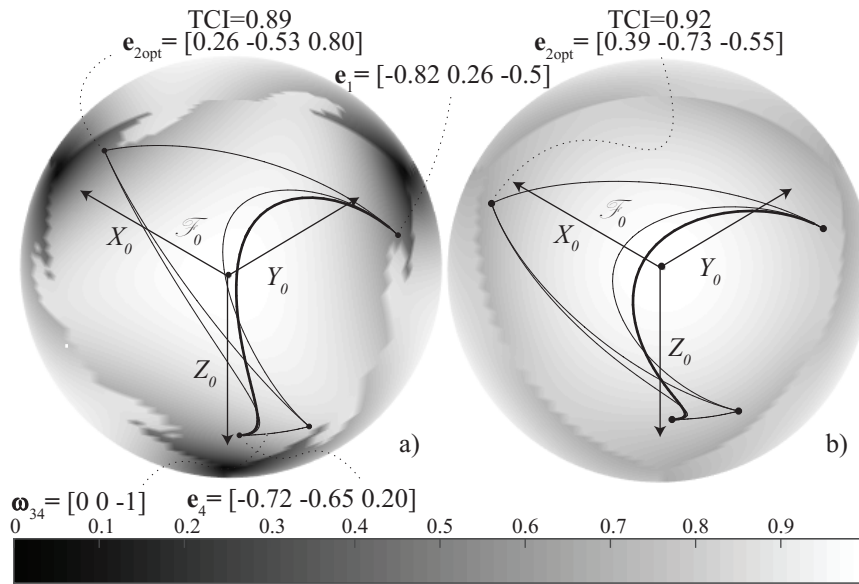 TCI=0.89
e2opt= [0.26 -0.53 0.80]
e1= [-0.82 0.26 -0.5]
TCI=0.92
e2opt= [0.39 -0.73 -0.55]
X0
ℱ0
Y0
Z0
a)
X0
ℱ0
Y0
Z0
b)
ω34 = [0 0 -1]
e4= [-0.72 -0.65 0.20]
0 0.1 0.2 0.3 0.4 0.5 0.6 0.7 0.8 0.9